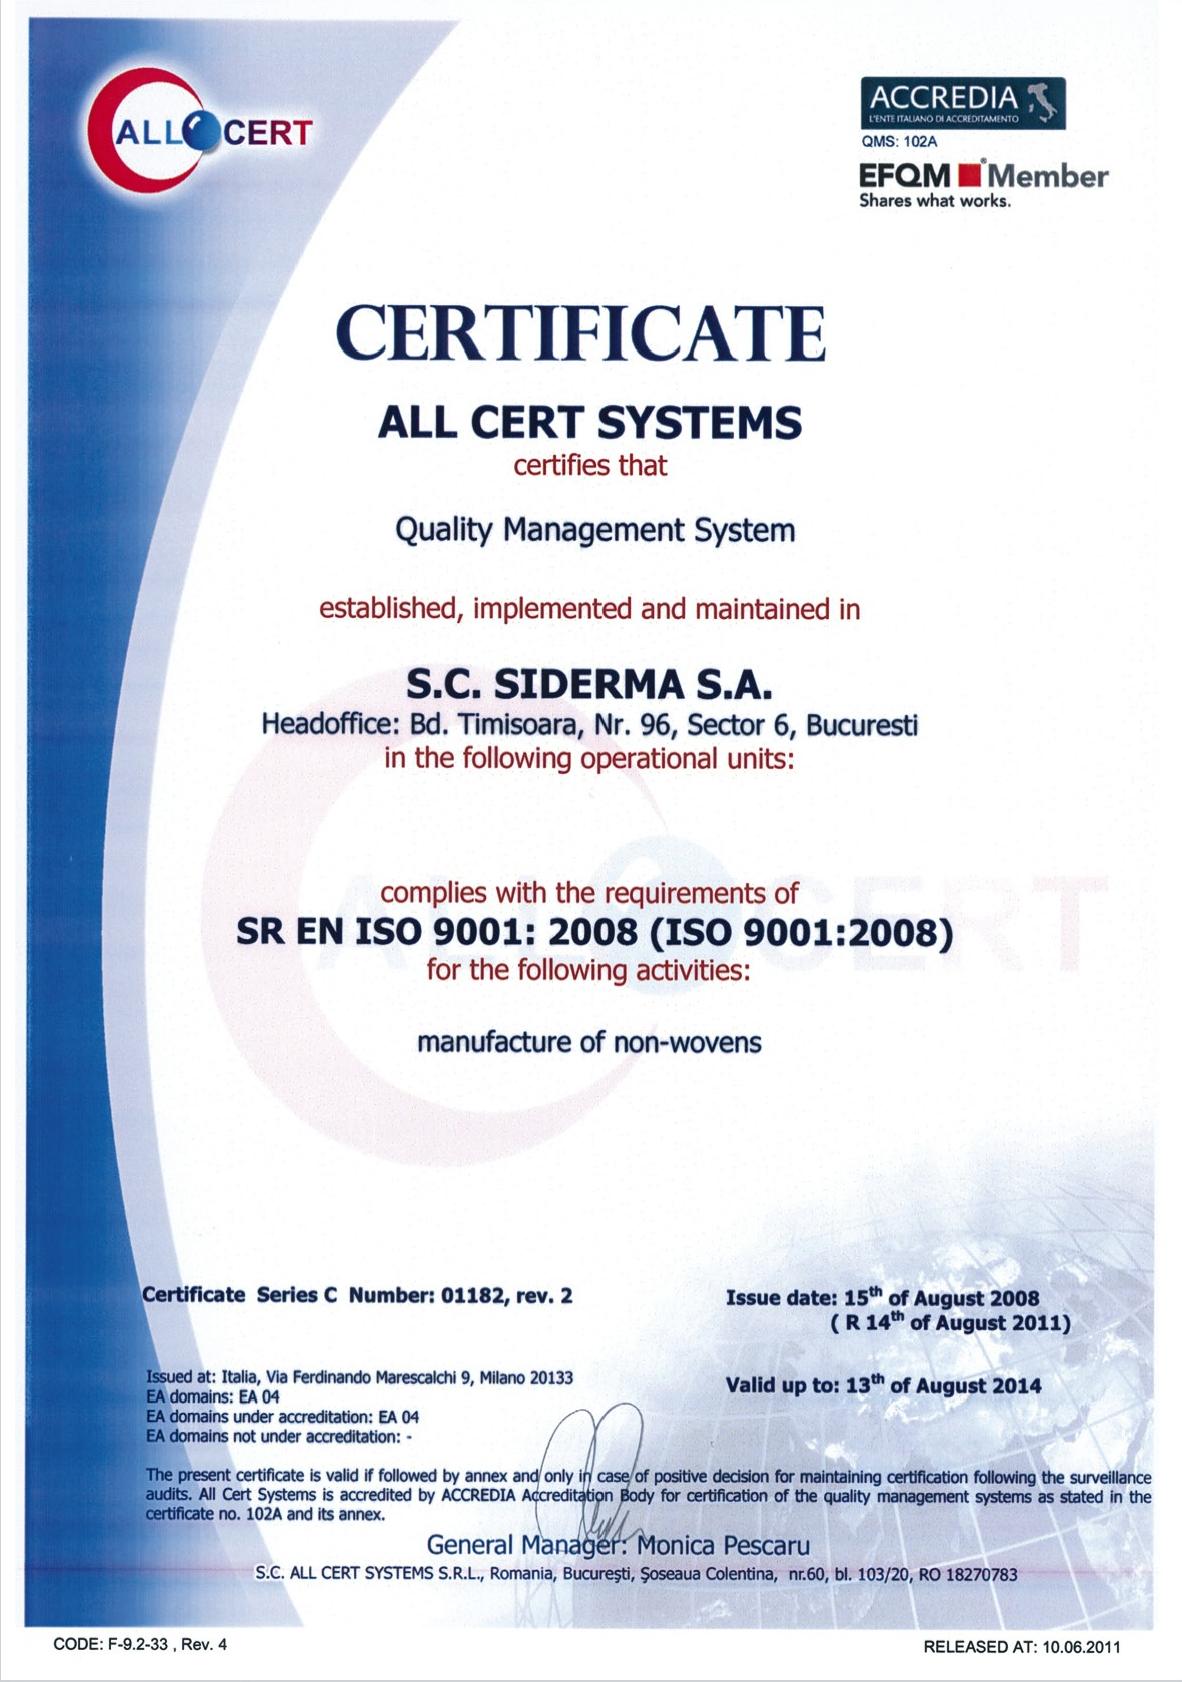 ALL CERT
ACCREDIA
L'ENTE ITALIANO DI ACCREDITAMENTO
QMS: 102A
EFQM Member
Shares what works.
CERTIFICATE
ALL CERT SYSTEMS
certifies that
Quality Management System
established, implemented and maintained in
S.C. SIDERMA S.A.
Headoffice: Bd. Timisoara, Nr. 96, Sector 6, Bucuresti
in the following operational units:
ALL CERT
complies with the requirements of
SR EN ISO 9001: 2008 (ISO 9001:2008)
for the following activities:
manufacture of non-wovens
Certificate Series C Number: 01182, rev. 2
Issue date: 15th of August 2008
( R 14th of August 2011)
Issued at: Italia, Via Ferdinando Marescalchi 9, Milano 20133
EA domains: EA 04
EA domains under accreditation: EA 04
EA domains not under accreditation: -
Valid up to: 13th of August 2014
The present certificate is valid if followed by annex and only in case of positive decision for maintaining certification following the surveillance
audits. All Cert Systems is accredited by ACCREDIA Accreditation Body for certification of the quality management systems as stated in the
certificate no. 102A and its annex.
General Manager: Monica Pescaru
S.C. ALL CERT SYSTEMS S.R.L., Romania, Bucureşti, Şoseaua Colentina, nr.60, bl. 103/20, RO 18270783
CODE: F-9.2-33 , Rev. 4
RELEASED AT: 10.06.2011